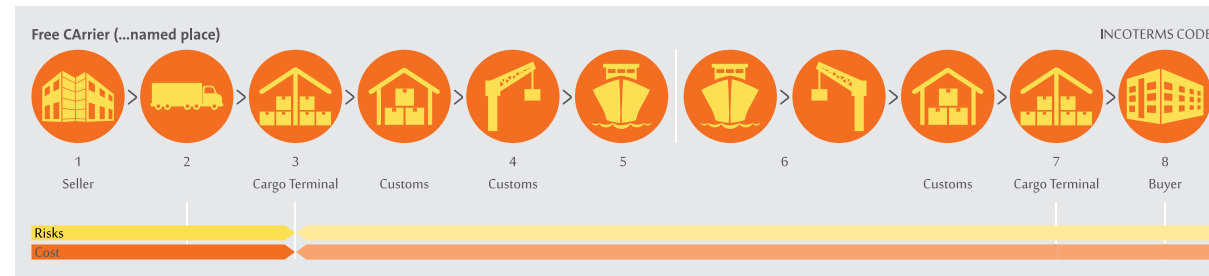 Free CArrier (...named place)
INCOTERMS CODE
1 2 3 4 5 6 7 8
Seller Cargo Terminal Customs Customs Customs Cargo Terminal Buyer
Risks
Cost